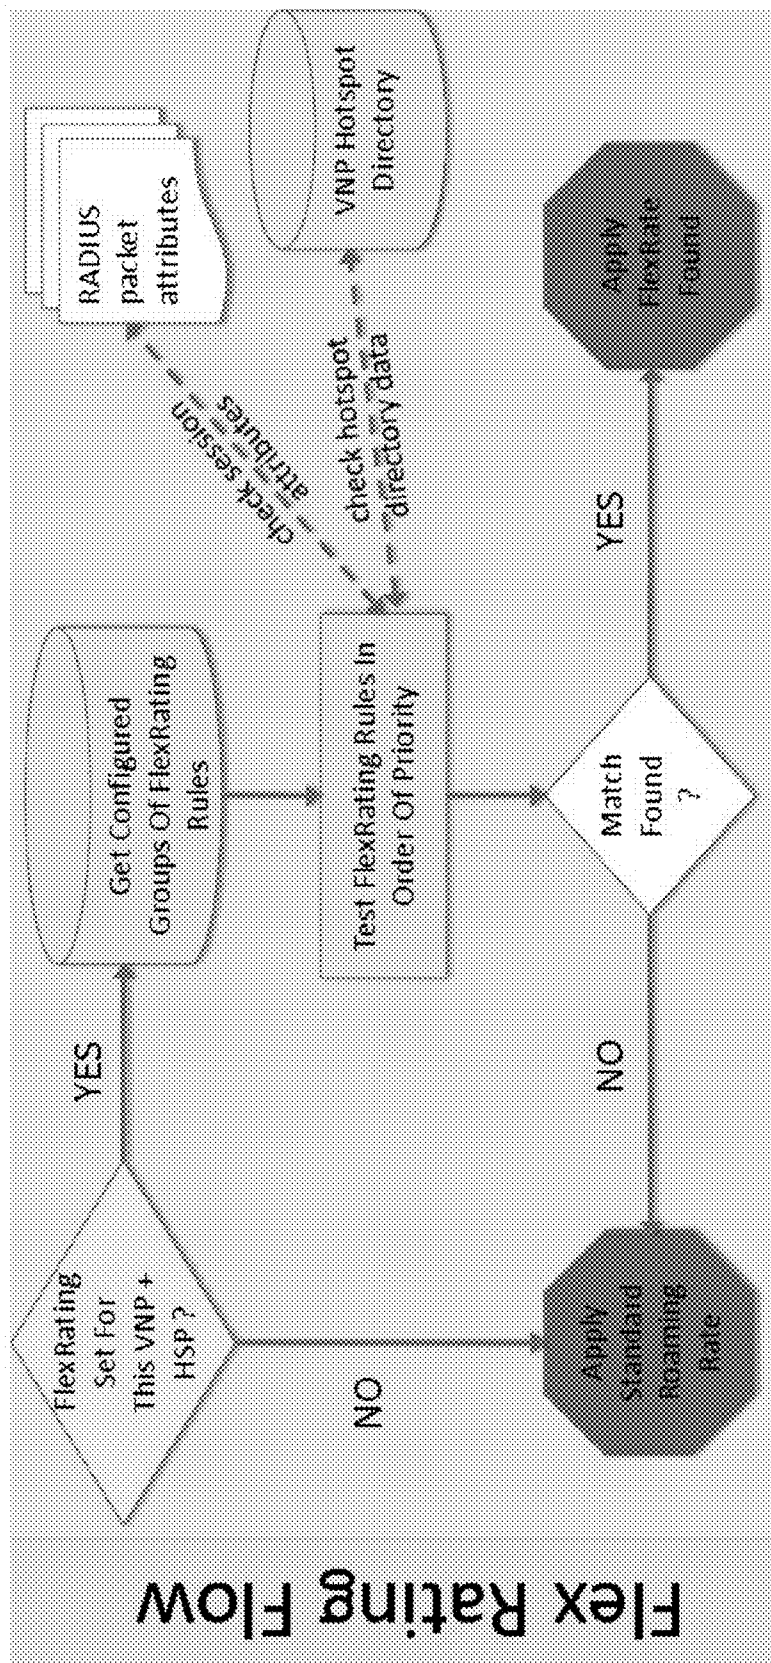 Flex Rating Flow
FlexRating
Set For
This VNP +
HSP ?
YES
Get Configured
Groups Of FlexRating
Rules
RADIUS
packet
attributes
check session
attributes
VNP Hotspot
Directory
check hotspot
directory data
Test FlexRating Rules In
Order Of Priority
NO
Apply
Standard
Roaming
Rate
NO
Match
Found
?
YES
Apply
FlexRate
Found